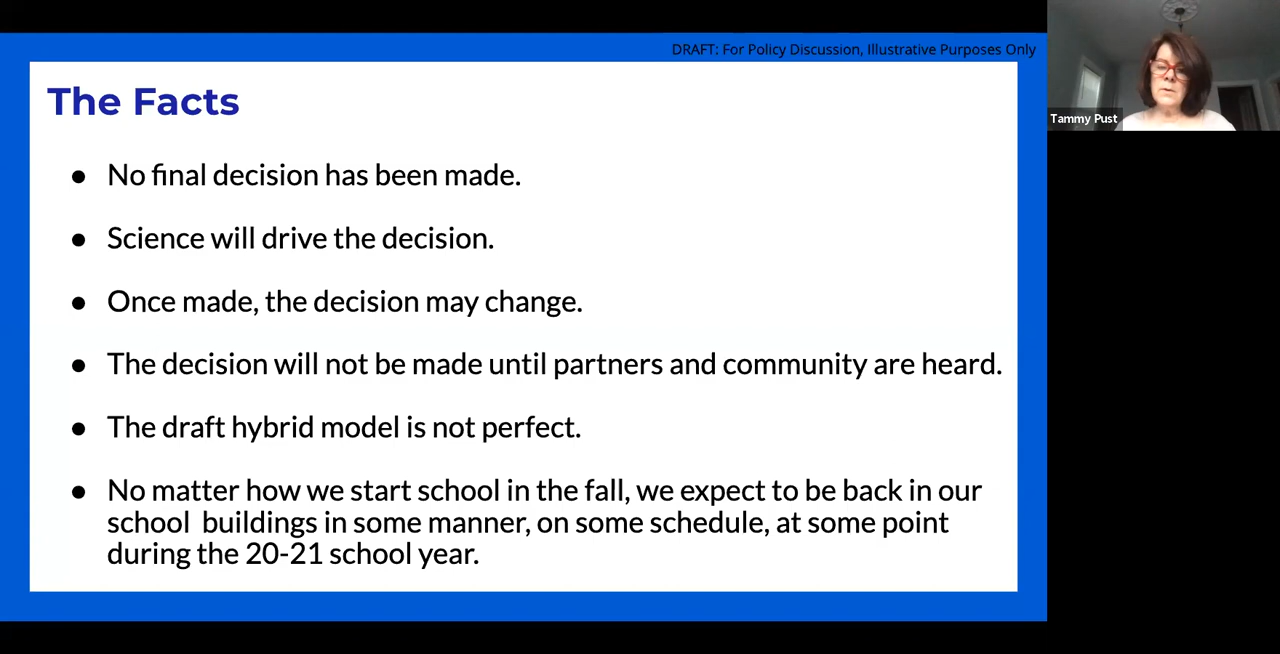 DRAFT: For Policy Discussion, Illustrative Purposes Only
The Facts
● No final decision has been made.
● Science will drive the decision.
● Once made, the decision may change.
● The decision will not be made until partners and community are heard.
● The draft hybrid model is not perfect.
● No matter how we start school in the fall, we expect to be back in our
school buildings in some manner, on some schedule, at some point
during the 20-21 school year.
Tammy Pust